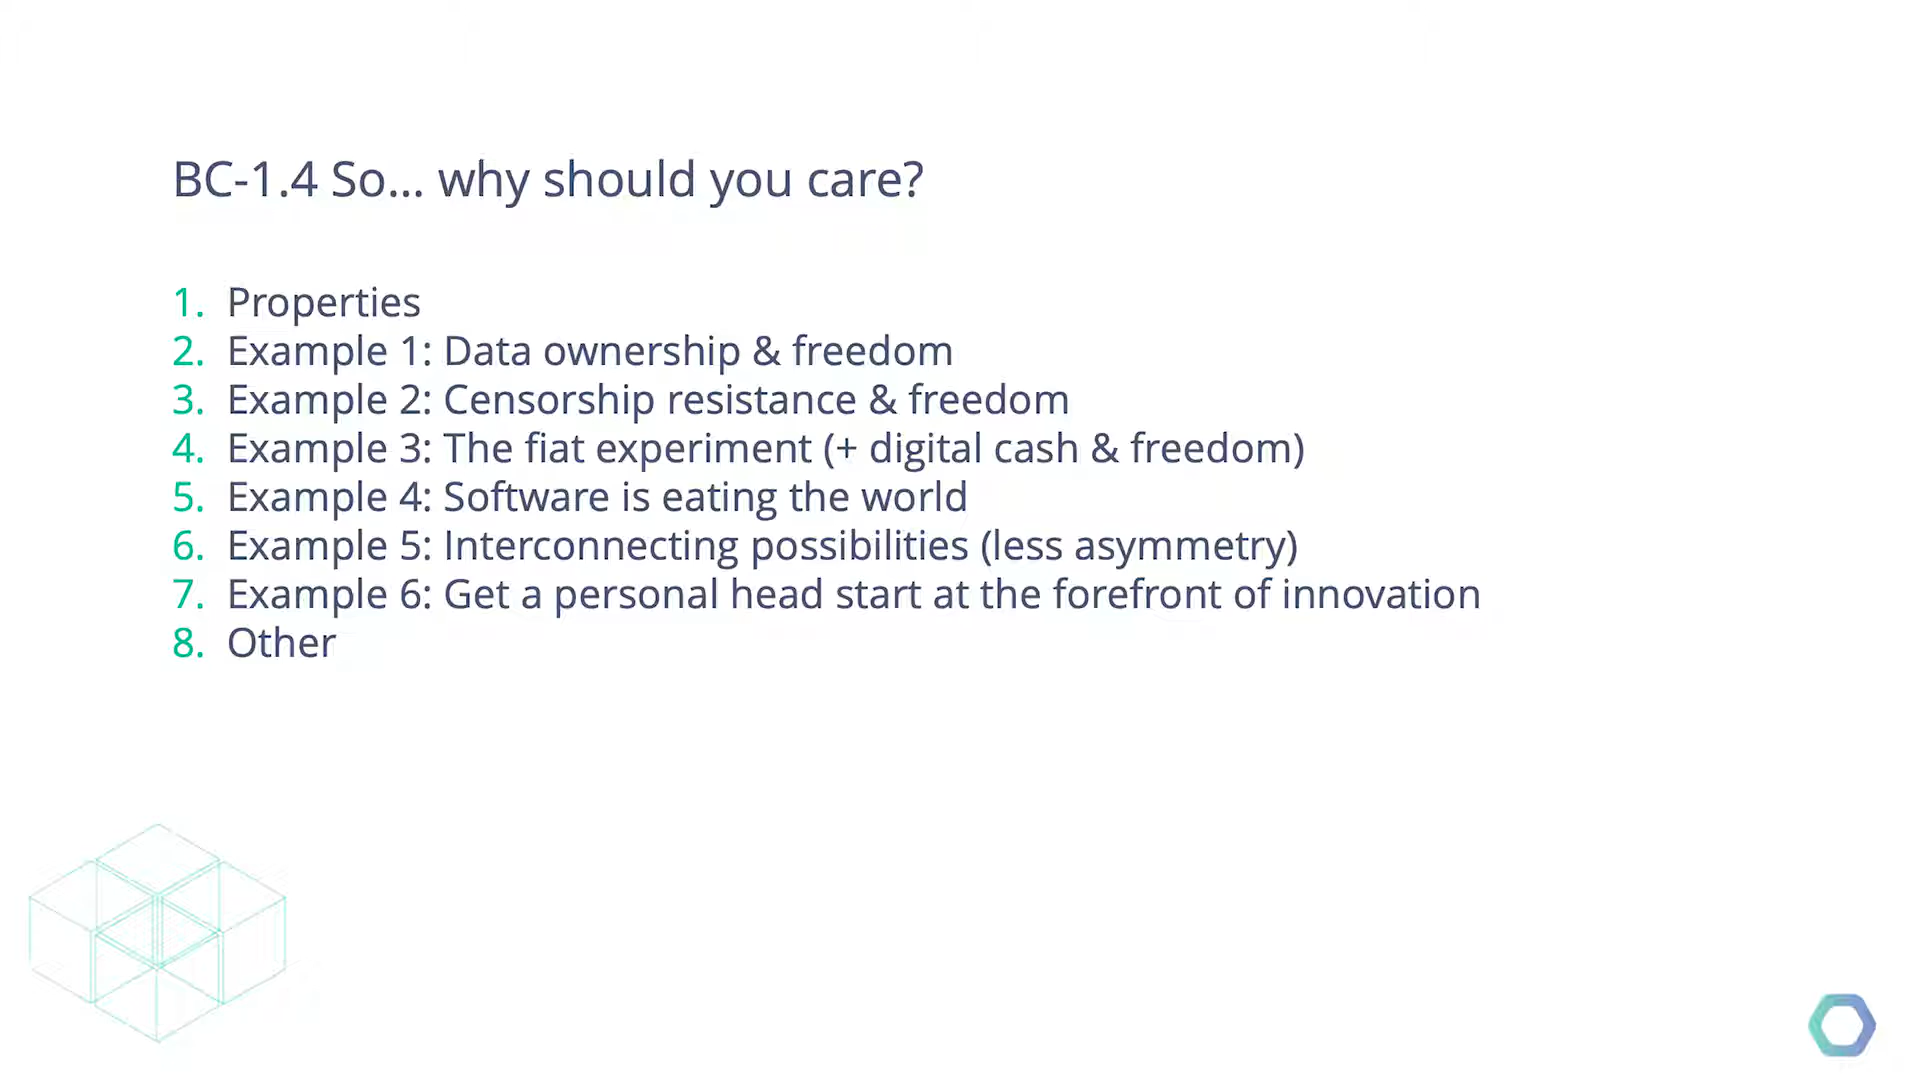 BC-1.4 So... why should you care?
1. Properties
2. Example 1: Data ownership & freedom
3. Example 2: Censorship resistance & freedom
4. Example 3: The fiat experiment (+ digital cash & freedom)
5. Example 4: Software is eating the world
6. Example 5: Interconnecting possibilities (less asymmetry)
7. Example 6: Get a personal head start at the forefront of innovation
8. Other